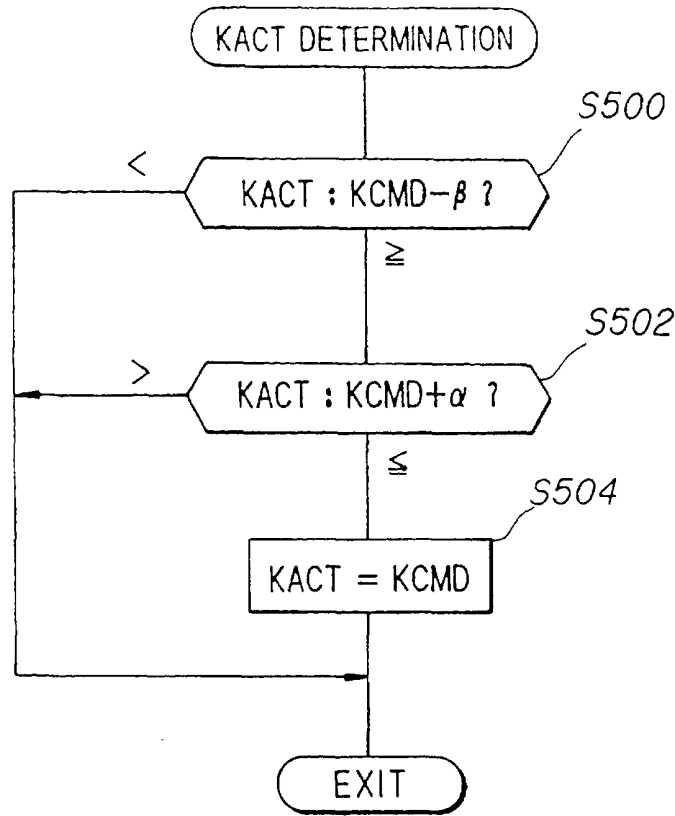 KACT DETERMINATION
S500
<
KACT : KCMD-β ?
≧
S502
>
KACT : KCMD+α ?
≦
S504
KACT = KCMD
EXIT